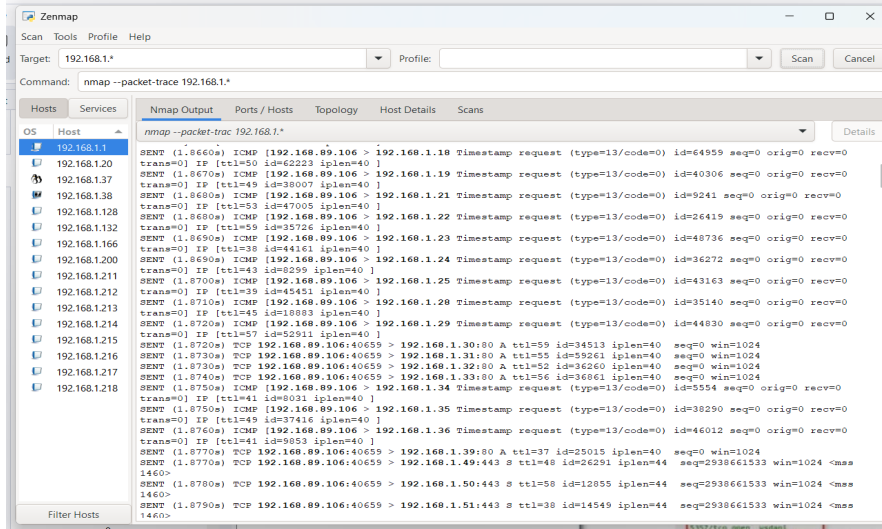 Zenmap
Scan Tools Profile Help
Target: 192.168.1.* Profile: Scan Cancel
Command: nmap --packet-trace 192.168.1.*
Hosts Services
Nmap Output Ports / Hosts Topology Host Details Scans
OS Host
nmap --packet-trac 192.168.1.* Details
192.168.1.1
192.168.1.20
192.168.1.37
192.168.1.38
192.168.1.128
192.168.1.132
192.168.1.166
192.168.1.200
192.168.1.211
192.168.1.212
192.168.1.213
192.168.1.214
192.168.1.215
192.168.1.216
192.168.1.217
192.168.1.218
Filter Hosts
SENT (1.8660s) ICMP [192.168.89.106 > 192.168.1.18 Timestamp request (type=13/code=0) id=64959 seq=0 orig=0 recv=0
trans=0] IP [ttl=50 id=62223 iplen=40 ]
SENT (1.8670s) ICMP [192.168.89.106 > 192.168.1.19 Timestamp request (type=13/code=0) id=40306 seq=0 orig=0 recv=0
trans=0] IP [ttl=49 id=38007 iplen=40 ]
SENT (1.8680s) ICMP [192.168.89.106 > 192.168.1.21 Timestamp request (type=13/code=0) id=9241 seq=0 orig=0 recv=0
trans=0] IP [ttl=53 id=47005 iplen=40 ]
SENT (1.8680s) ICMP [192.168.89.106 > 192.168.1.22 Timestamp request (type=13/code=0) id=26419 seq=0 orig=0 recv=0
trans=0] IP [ttl=59 id=35726 iplen=40 ]
SENT (1.8690s) ICMP [192.168.89.106 > 192.168.1.23 Timestamp request (type=13/code=0) id=48736 seq=0 orig=0 recv=0
trans=0] IP [ttl=38 id=44161 iplen=40 ]
SENT (1.8690s) ICMP [192.168.89.106 > 192.168.1.24 Timestamp request (type=13/code=0) id=36272 seq=0 orig=0 recv=0
trans=0] IP [ttl=43 id=8299 iplen=40 ]
SENT (1.8700s) ICMP [192.168.89.106 > 192.168.1.25 Timestamp request (type=13/code=0) id=43163 seq=0 orig=0 recv=0
trans=0] IP [ttl=39 id=45451 iplen=40 ]
SENT (1.8710s) ICMP [192.168.89.106 > 192.168.1.28 Timestamp request (type=13/code=0) id=35140 seq=0 orig=0 recv=0
trans=0] IP [ttl=45 id=18883 iplen=40 ]
SENT (1.8720s) ICMP [192.168.89.106 > 192.168.1.29 Timestamp request (type=13/code=0) id=44830 seq=0 orig=0 recv=0
trans=0] IP [ttl=57 id=52911 iplen=40 ]
SENT (1.8720s) TCP 192.168.89.106:40659 > 192.168.1.30:80 A ttl=59 id=34513 iplen=40 seq=0 win=1024
SENT (1.8730s) TCP 192.168.89.106:40659 > 192.168.1.31:80 A ttl=55 id=59261 iplen=40 seq=0 win=1024
SENT (1.8730s) TCP 192.168.89.106:40659 > 192.168.1.32:80 A ttl=52 id=36260 iplen=40 seq=0 win=1024
SENT (1.8740s) TCP 192.168.89.106:40659 > 192.168.1.33:80 A ttl=56 id=36861 iplen=40 seq=0 win=1024
SENT (1.8750s) ICMP [192.168.89.106 > 192.168.1.34 Timestamp request (type=13/code=0) id=5554 seq=0 orig=0 recv=0
trans=0] IP [ttl=41 id=8031 iplen=40 ]
SENT (1.8750s) ICMP [192.168.89.106 > 192.168.1.35 Timestamp request (type=13/code=0) id=38290 seq=0 orig=0 recv=0
trans=0] IP [ttl=49 id=37416 iplen=40 ]
SENT (1.8760s) ICMP [192.168.89.106 > 192.168.1.36 Timestamp request (type=13/code=0) id=46012 seq=0 orig=0 recv=0
trans=0] IP [ttl=41 id=9853 iplen=40 ]
SENT (1.8770s) TCP 192.168.89.106:40659 > 192.168.1.39:80 A ttl=37 id=25015 iplen=40 seq=0 win=1024
SENT (1.8770s) TCP 192.168.89.106:40659 > 192.168.1.49:443 S ttl=48 id=26291 iplen=44 seq=2938661533 win=1024 <mss
1460>
SENT (1.8780s) TCP 192.168.89.106:40659 > 192.168.1.50:443 S ttl=58 id=12855 iplen=44 seq=2938661533 win=1024 <mss
1460>
SENT (1.8790s) TCP 192.168.89.106:40659 > 192.168.1.51:443 S ttl=38 id=14549 iplen=44 seq=2938661533 win=1024 <mss
1460>